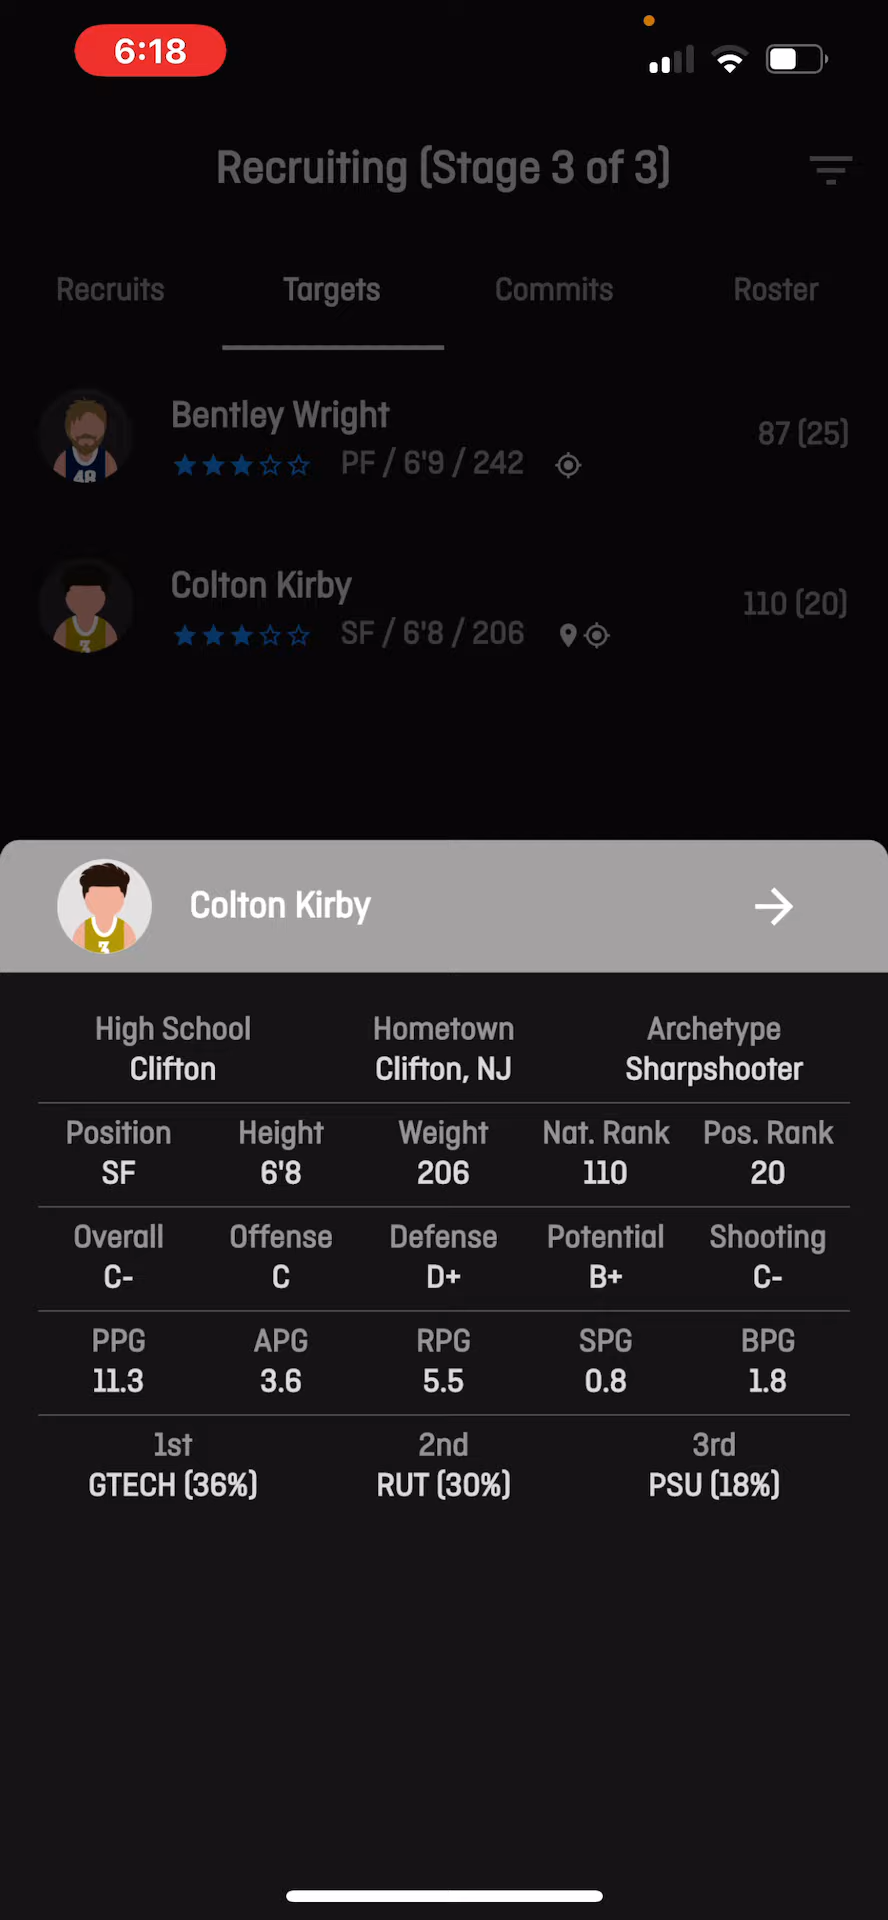 6:18
Recruiting (Stage 3 of 3)
Recruits Targets Commits Roster
Bentley Wright
87 (25)
PF / 6'9 / 242
48
Colton Kirby
110 (20)
SF / 6'8 / 206
3
Colton Kirby
3
High School Hometown Archetype
Clifton Clifton, NJ Sharpshooter
Position Height Weight Nat. Rank Pos. Rank
SF 6'8 206 110 20
Overall Offense Defense Potential Shooting
C- C D+ B+ C-
PPG APG RPG SPG BPG
11.3 3.6 5.5 0.8 1.8
1st 2nd 3rd
GTECH (36%) RUT (30%) PSU (18%)